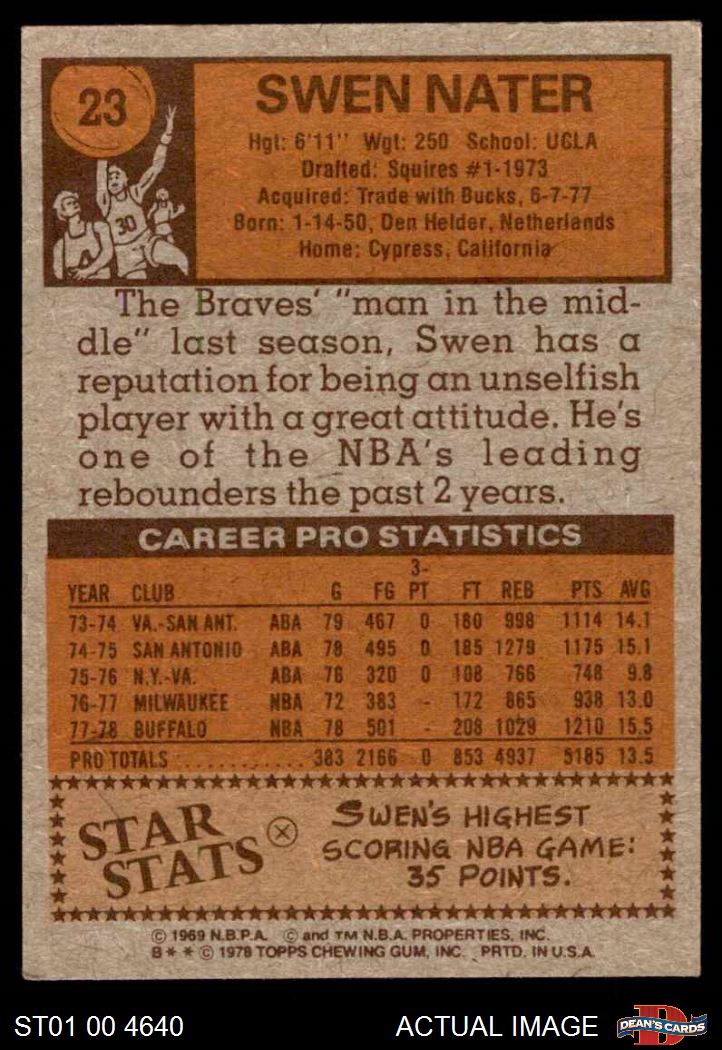 23
SWEN NATER
Hgt: 6'11" Wgt: 250 School: UCLA
Drafted: Squires #1-1973
Acquired: Trade with Bucks, 6-7-77
Born: 1-14-50, Den Helder, Netherlands
Home: Cypress, California
30
4
The Braves' "man in the mid-
dle" last season, Swen has a
reputation for being an unselfish
player with a great attitude. He's
one of the NBA's leading
rebounders the past 2 years.
CAREER PRO STATISTICS
YEAR CLUB G FG 3-PT FT REB PTS AVG
73-74 VA.-SAN ANT. ABA 79 467 0 180 998 1114 14.1
74-75 SAN ANTONIO ABA 78 495 0 185 1279 1175 15.1
75-76 N.Y.-VA. ABA 76 320 0 108 766 748 9.8
76-77 MILWAUKEE NBA 72 383 - 172 865 938 13.0
77-78 BUFFALO NBA 78 501 - 208 1029 1210 15.5
PRO TOTALS . . . . . . . . . . . . 383 2166 0 853 4937 5185 13.5
STAR STATS
SWEN'S HIGHEST
SCORING NBA GAME:
35 POINTS.
© 1969 N.B.P.A. © and TM N.B.A. PROPERTIES, INC.
B * * © 1978 TOPPS CHEWING GUM, INC. PRTD. IN U.S.A.
ST01 00 4640
ACTUAL IMAGE
D
DEAN'S CARDS